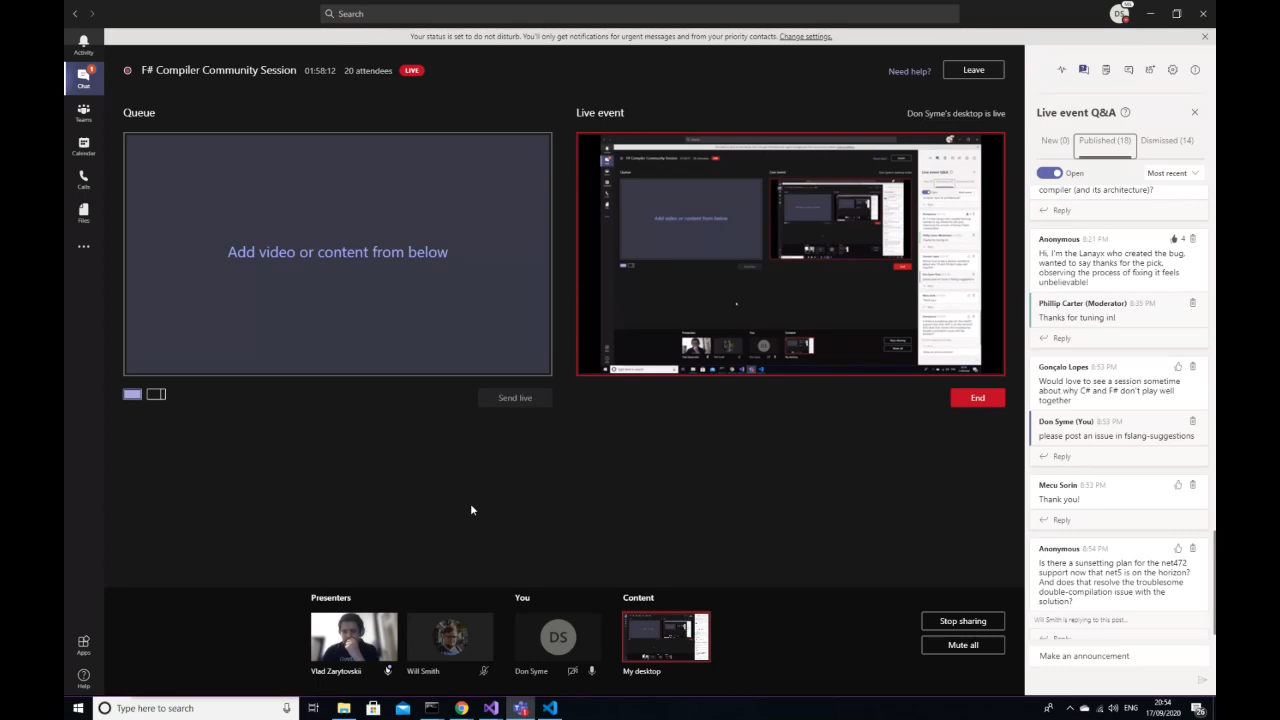 Search
DS
Activity
Your status is set to do not disturb. You'll only get notifications for urgent messages and from your priority contacts. Change settings.
1
Chat
Teams
Calendar
Calls
Files
F# Compiler Community Session 01:58:12 20 attendees LIVE
Need help? Leave
Queue
Live event
Don Syme's desktop is live
Add video or content from below
Send live
End
Presenters
You
Content
Vlad Zarytovskii
Will Smith
DS
Don Syme
My desktop
Stop sharing
Mute all
Live event Q&A
New (0) Published (18) Dismissed (14)
Open
Most recent
compiler (and its architecture)?
Reply
Anonymous 8:21 PM
4
Hi, I'm the Lanayx who created the bug,
wanted to say thanks for the pick,
observing the process of fixing it feels
unbelievable!
Phillip Carter (Moderator) 8:35 PM
Thanks for tuning in!
Reply
Gonçalo Lopes 8:53 PM
Would love to see a session sometime
about why C# and F# don't play well
together
Don Syme (You) 8:53 PM
please post an issue in fslang-suggestions
Reply
Mecu Sorin 8:53 PM
Thank you!
Reply
Anonymous 8:54 PM
Is there a sunsetting plan for the net472
support now that net5 is on the horizon?
And does that resolve the troublesome
double-compilation issue with the
solution?
Will Smith is replying to this post...
Reply
Make an announcement
Apps
Help
Type here to search
ENG
20:54
17/09/2020
26